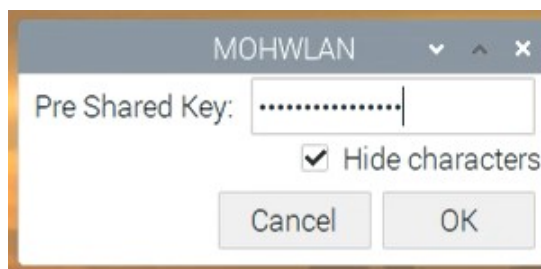 MOHWLAN
Pre Shared Key: ••••••••••••••••
Hide characters
Cancel OK